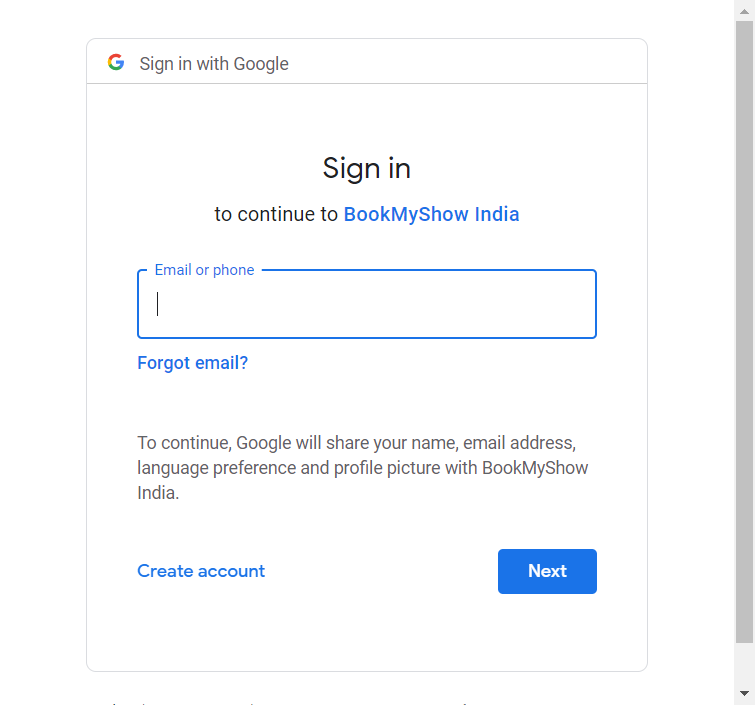 Sign in with Google
Sign in
to continue to BookMyShow India
Email or phone
Forgot email?
To continue, Google will share your name, email address,
language preference and profile picture with BookMyShow
India.
Create account
Next